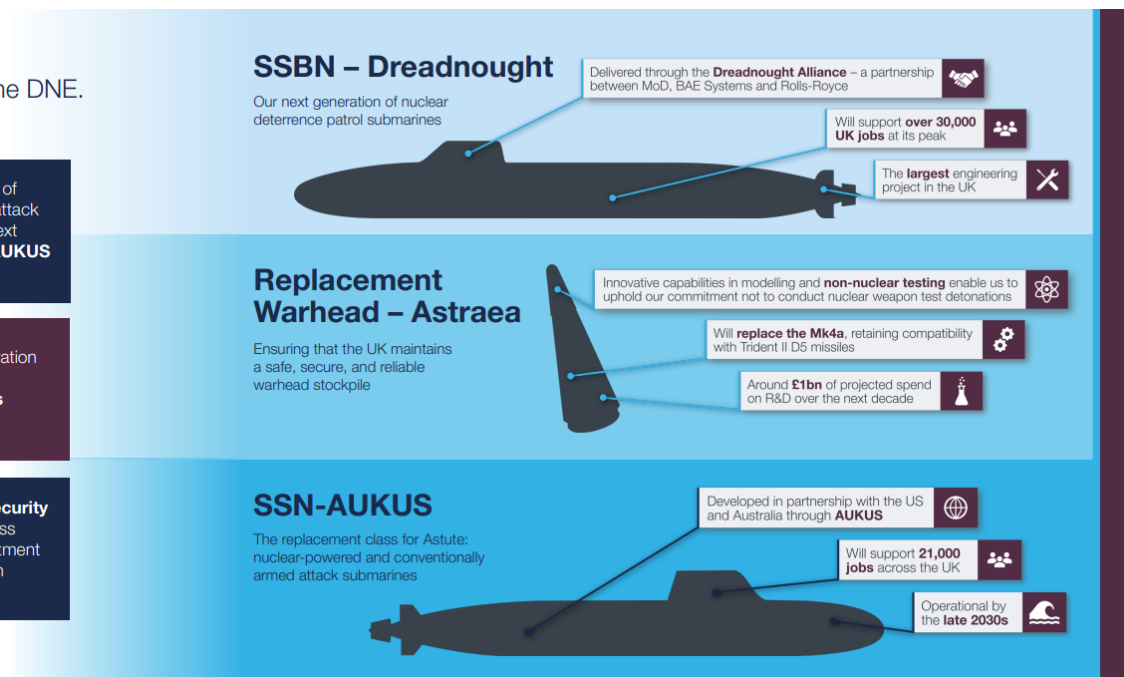 he DNE.
of
attack
ext
AUKUS
ration
s
ecurity
ss
tment
n
SSBN – Dreadnought
Our next generation of nuclear
deterrence patrol submarines
Delivered through the Dreadnought Alliance – a partnership
between MoD, BAE Systems and Rolls-Royce
Will support over 30,000
UK jobs at its peak
The largest engineering
project in the UK
Replacement
Warhead – Astraea
Ensuring that the UK maintains
a safe, secure, and reliable
warhead stockpile
Innovative capabilities in modelling and non-nuclear testing enable us to
uphold our commitment not to conduct nuclear weapon test detonations
Will replace the Mk4a, retaining compatibility
with Trident II D5 missiles
Around £1bn of projected spend
on R&D over the next decade
SSN-AUKUS
The replacement class for Astute:
nuclear-powered and conventionally
armed attack submarines
Developed in partnership with the US
and Australia through AUKUS
Will support 21,000
jobs across the UK
Operational by
the late 2030s